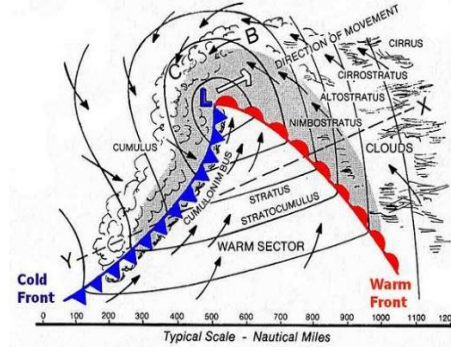 B
DIRECTION OF MOVEMENT
CIRRUS
C
CIRROSTRATUS
ALTOSTRATUS
L
X
NIMBOSTRATUS
CUMULUS
CLOUDS
CUMULONIMBUS
STRATUS
STRATOCUMULUS
Y
WARM SECTOR
Cold
Front
Warm
Front
0 100 200 300 400 500 600 700 800 900 1000 1200
Typical Scale - Nautical Miles